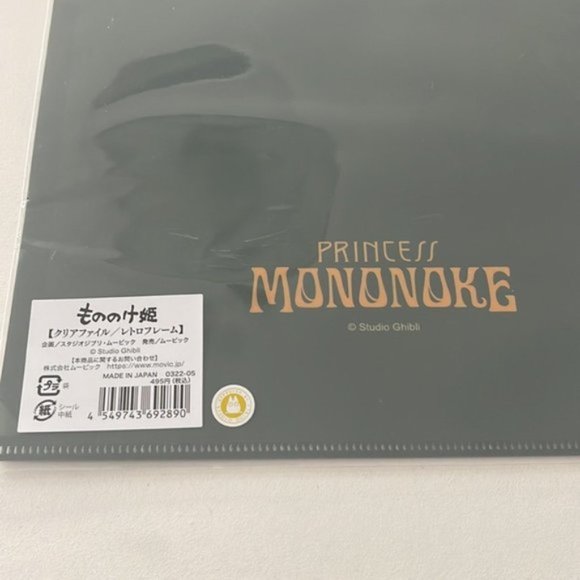 PRINCESS
MONONOKE
© Studio Ghibli
もののけ姫
【クリアファイル/レトロフレーム】
企画/スタジオジブリ・ムービック 発売/ムービック
© Studio Ghibli
【本商品に関するお問い合わせ】
株式会社ムービック https://www.movic.jp/
MADE IN JAPAN 0322-05
495円(税込)
プラ 袋
紙 シール
中紙
4 549743 692890